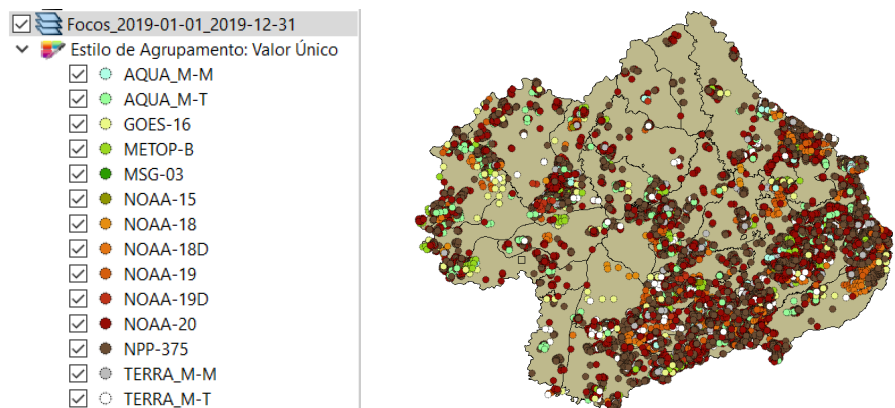 Focos_2019-01-01_2019-12-31
Estilo de Agrupamento: Valor Único
AQUA_M-M
AQUA_M-T
GOES-16
METOP-B
MSG-03
NOAA-15
NOAA-18
NOAA-18D
NOAA-19
NOAA-19D
NOAA-20
NPP-375
TERRA_M-M
TERRA_M-T